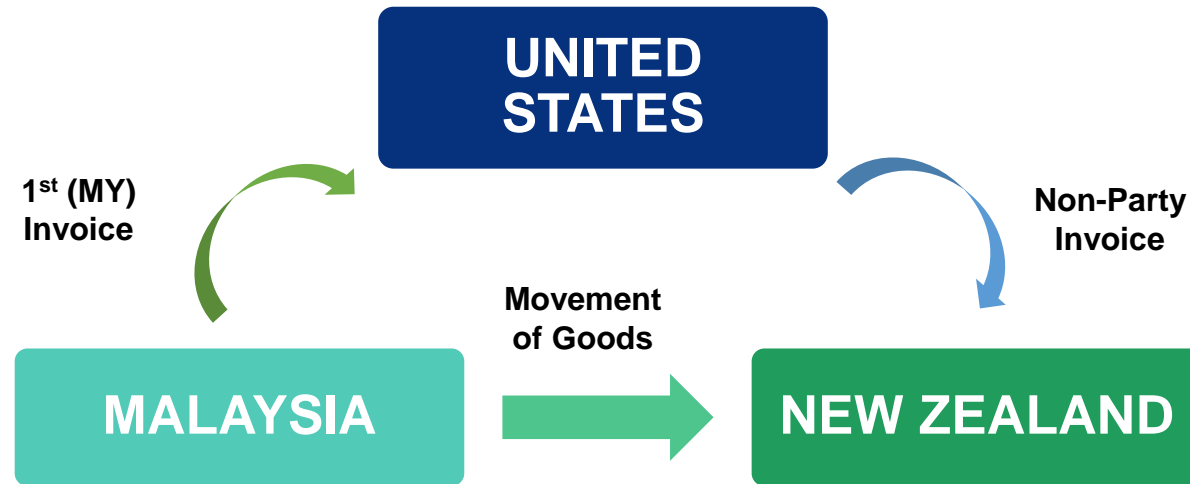 UNITED
STATES
1st (MY)
Invoice
Non-Party
Invoice
Movement
of Goods
MALAYSIA
NEW ZEALAND